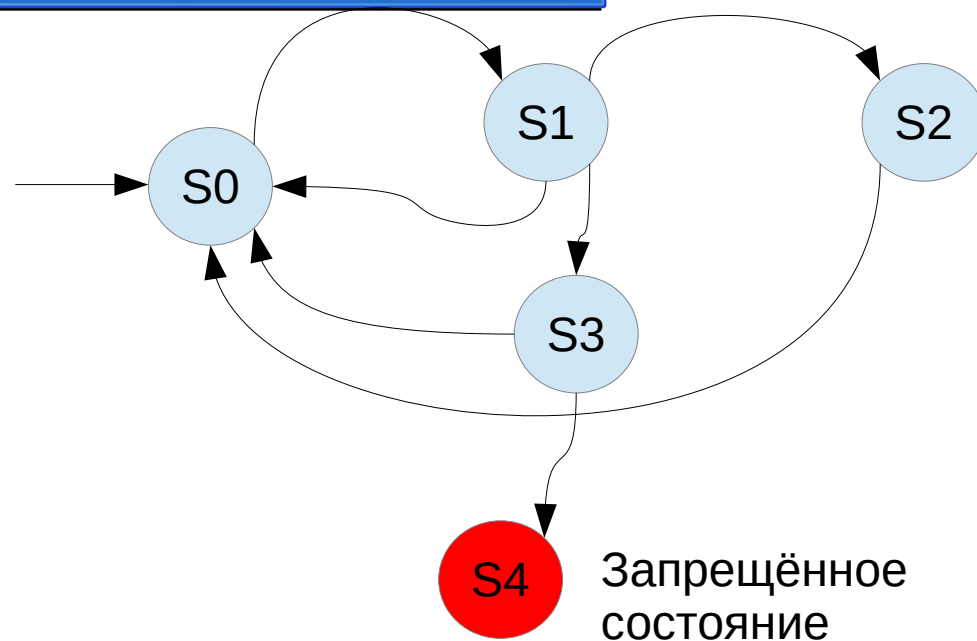 S1
S2
S0
S3
S4
Запрещённое
состояние